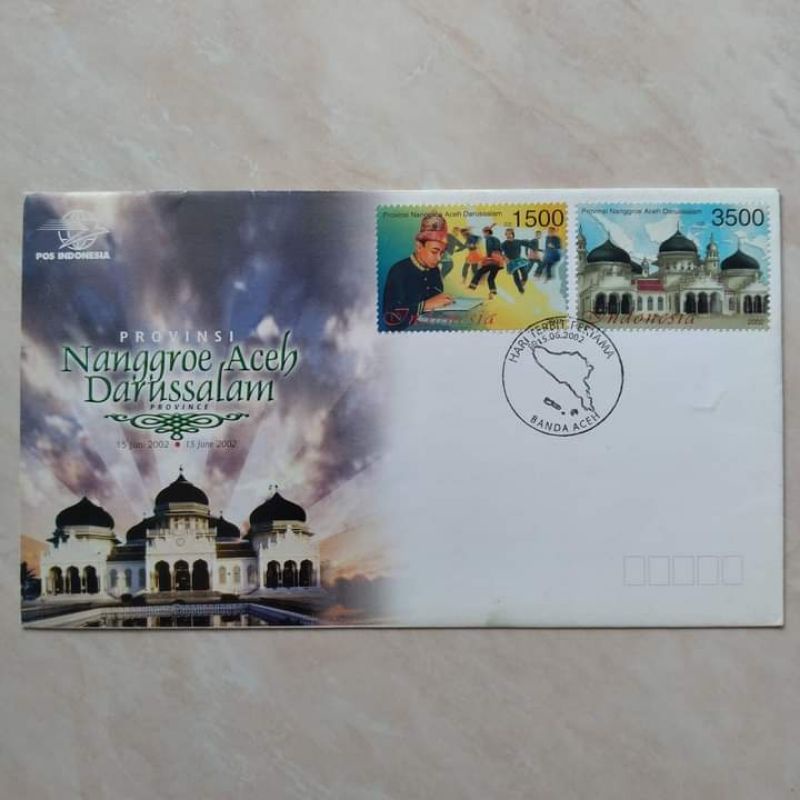 POS INDONESIA
PROVINSI
Nanggroe Aceh
Darussalam
PROVINCE
15 Juni 2002 • 15 June 2002
Provinsi Nanggroe Aceh Darussalam
1500
Indonesia
Provinsi Nanggroe Aceh Darussalam
3500
Indonesia
2002
HARI TERBIT PERTAMA
15.06.2002
BANDA ACEH